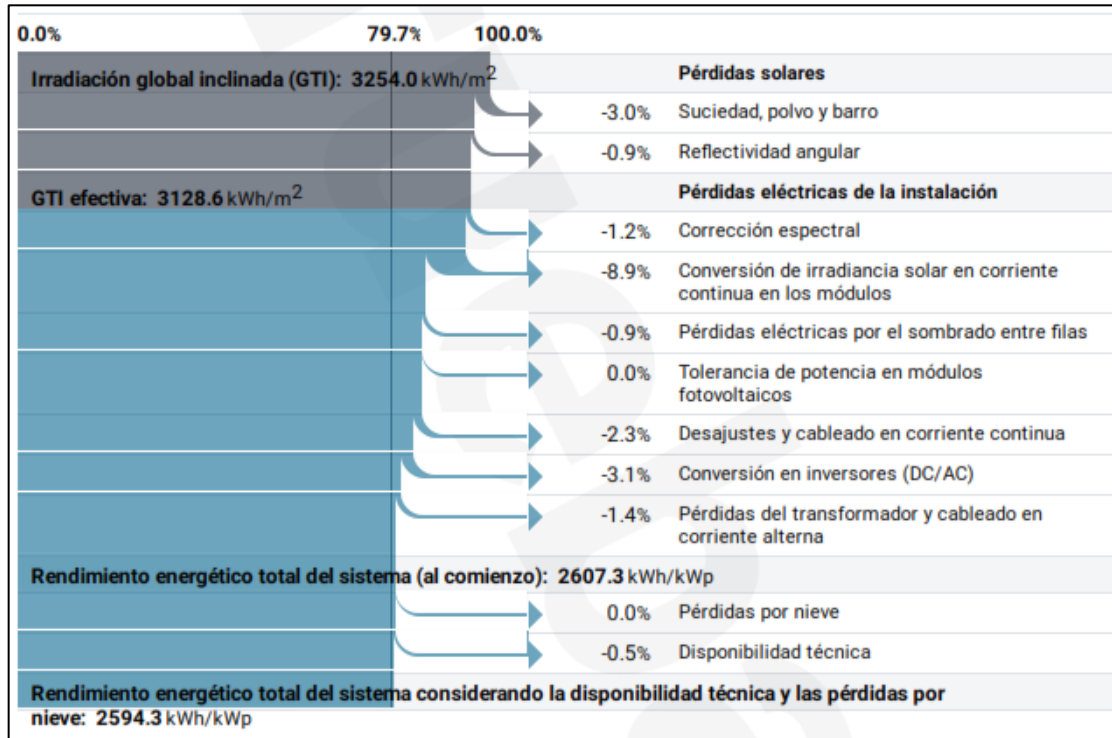 0.0% 79.7% 100.0%
Irradiación global inclinada (GTI): 3254.0 kWh/m2 Pérdidas solares
-3.0% Suciedad, polvo y barro
-0.9% Reflectividad angular
GTI efectiva: 3128.6 kWh/m2 Pérdidas eléctricas de la instalación
-1.2% Corrección espectral
-8.9% Conversión de irradiancia solar en corriente
continua en los módulos
-0.9% Pérdidas eléctricas por el sombrado entre filas
0.0% Tolerancia de potencia en módulos
fotovoltaicos
-2.3% Desajustes y cableado en corriente continua
-3.1% Conversión en inversores (DC/AC)
-1.4% Pérdidas del transformador y cableado en
corriente alterna
Rendimiento energético total del sistema (al comienzo): 2607.3 kWh/kWp
0.0% Pérdidas por nieve
-0.5% Disponibilidad técnica
Rendimiento energético total del sistema considerando la disponibilidad técnica y las pérdidas por
nieve: 2594.3 kWh/kWp